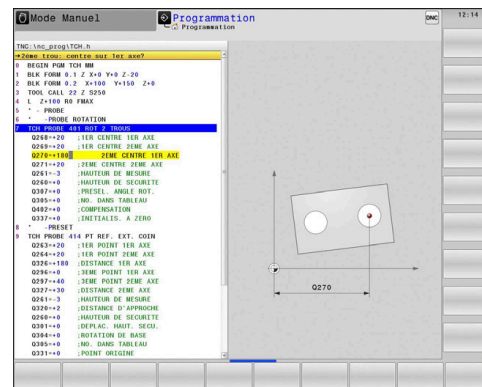 Mode Manuel
Programmation
Programmation
DNC
12:14
TNC:\nc_prog\TCH.h
→2ème trou: centre sur 1er axe?
0 BEGIN PGM TCH MM
1 BLK FORM 0.1 Z X+0 Y+0 Z-20
2 BLK FORM 0.2 X+100 Y+150 Z+0
3 TOOL CALL 22 Z S250
4 L Z+100 R0 FMAX
5 * - PROBE
6 * -PROBE ROTATION
7 TCH PROBE 401 ROT 2 TROUS
Q268=+20 ;1ER CENTRE 1ER AXE
Q269=+20 ;1ER CENTRE 2EME AXE
Q270=+180 2EME CENTRE 1ER AXE
Q271=+20 ;2EME CENTRE 2EME AXE
Q261=-3 ;HAUTEUR DE MESURE
Q260=+0 ;HAUTEUR DE SECURITE
Q307=+0 ;PRESEL. ANGLE ROT.
Q305=+0 ;NO. DANS TABLEAU
Q402=+0 ;COMPENSATION
Q337=+0 ;INITIALIS. A ZERO
8 * -PRESET
9 TCH PROBE 414 PT REF. EXT. COIN
Q263=+20 ;1ER POINT 1ER AXE
Q264=+20 ;1ER POINT 2EME AXE
Q326=+180 ;DISTANCE 1ER AXE
Q296=+0 ;3EME POINT 1ER AXE
Q297=+40 ;3EME POINT 2EME AXE
Q327=+30 ;DISTANCE 2EME AXE
Q261=-3 ;HAUTEUR DE MESURE
Q320=+2 ;DISTANCE D'APPROCHE
Q260=+0 ;HAUTEUR DE SECURITE
Q301=+0 ;DEPLAC. HAUT. SECU.
Q304=+0 ;ROTATION DE BASE
Q305=+0 ;NO. DANS TABLEAU
Q331=+0 ;POINT ORIGINE
Q270